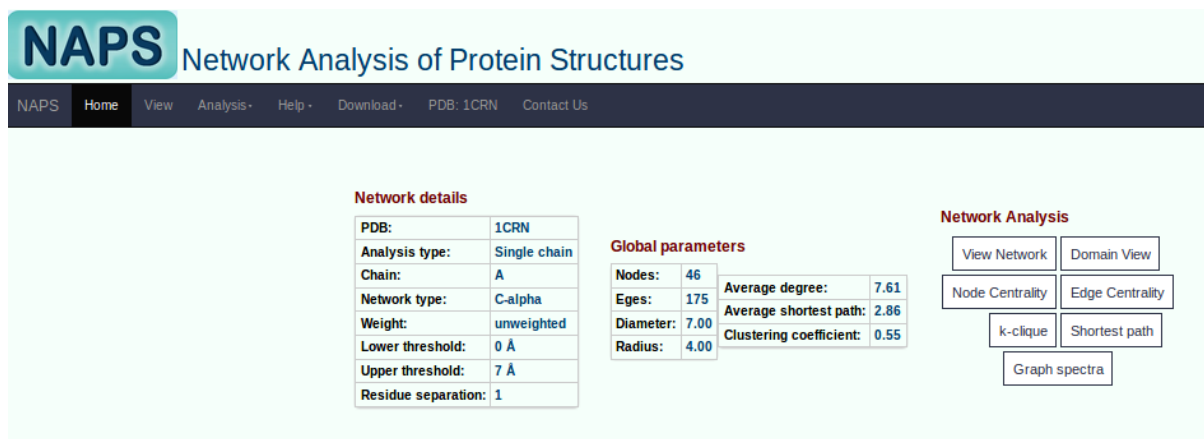 NAPS Network Analysis of Protein Structures
NAPS Home View Analysis Help Download PDB: 1CRN Contact Us
Network details
PDB: 1CRN
Analysis type: Single chain
Chain: A
Network type: C-alpha
Weight: unweighted
Lower threshold: 0 Å
Upper threshold: 7 Å
Residue separation: 1
Global parameters
Nodes: 46
Eges: 175
Diameter: 7.00
Radius: 4.00
Average degree: 7.61
Average shortest path: 2.86
Clustering coefficient: 0.55
Network Analysis
View Network Domain View
Node Centrality Edge Centrality
k-clique Shortest path
Graph spectra